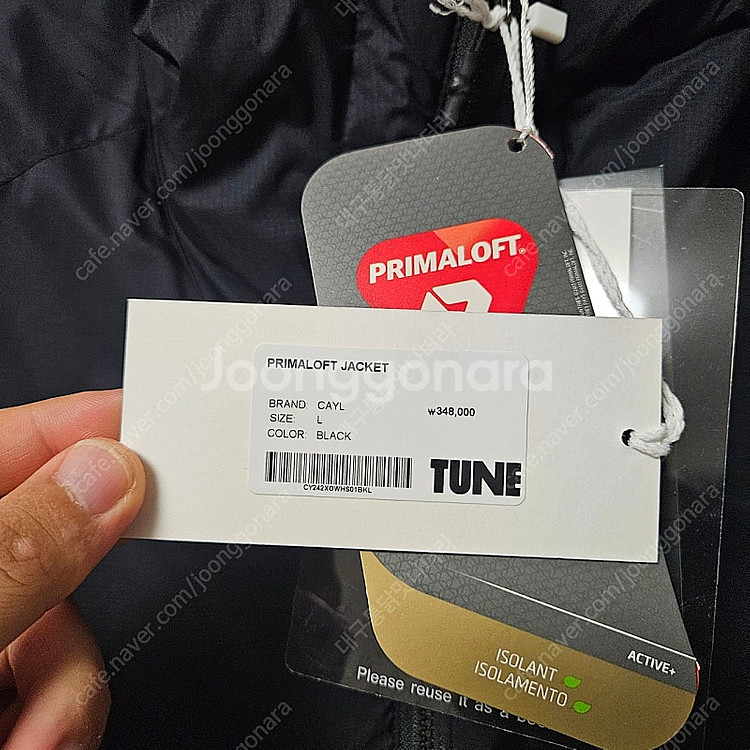 PRIMALOFT®
PRIMALOFT JACKET
BRAND: CAYL
₩348,000
SIZE: L
COLOR: BLACK
CY242XOWHS01BKL
TUNE
ISOLANT
ISOLAMENTO
ACTIVE+
Please reuse it as a
Joonggonara
cafe.naver.com/joonggonara